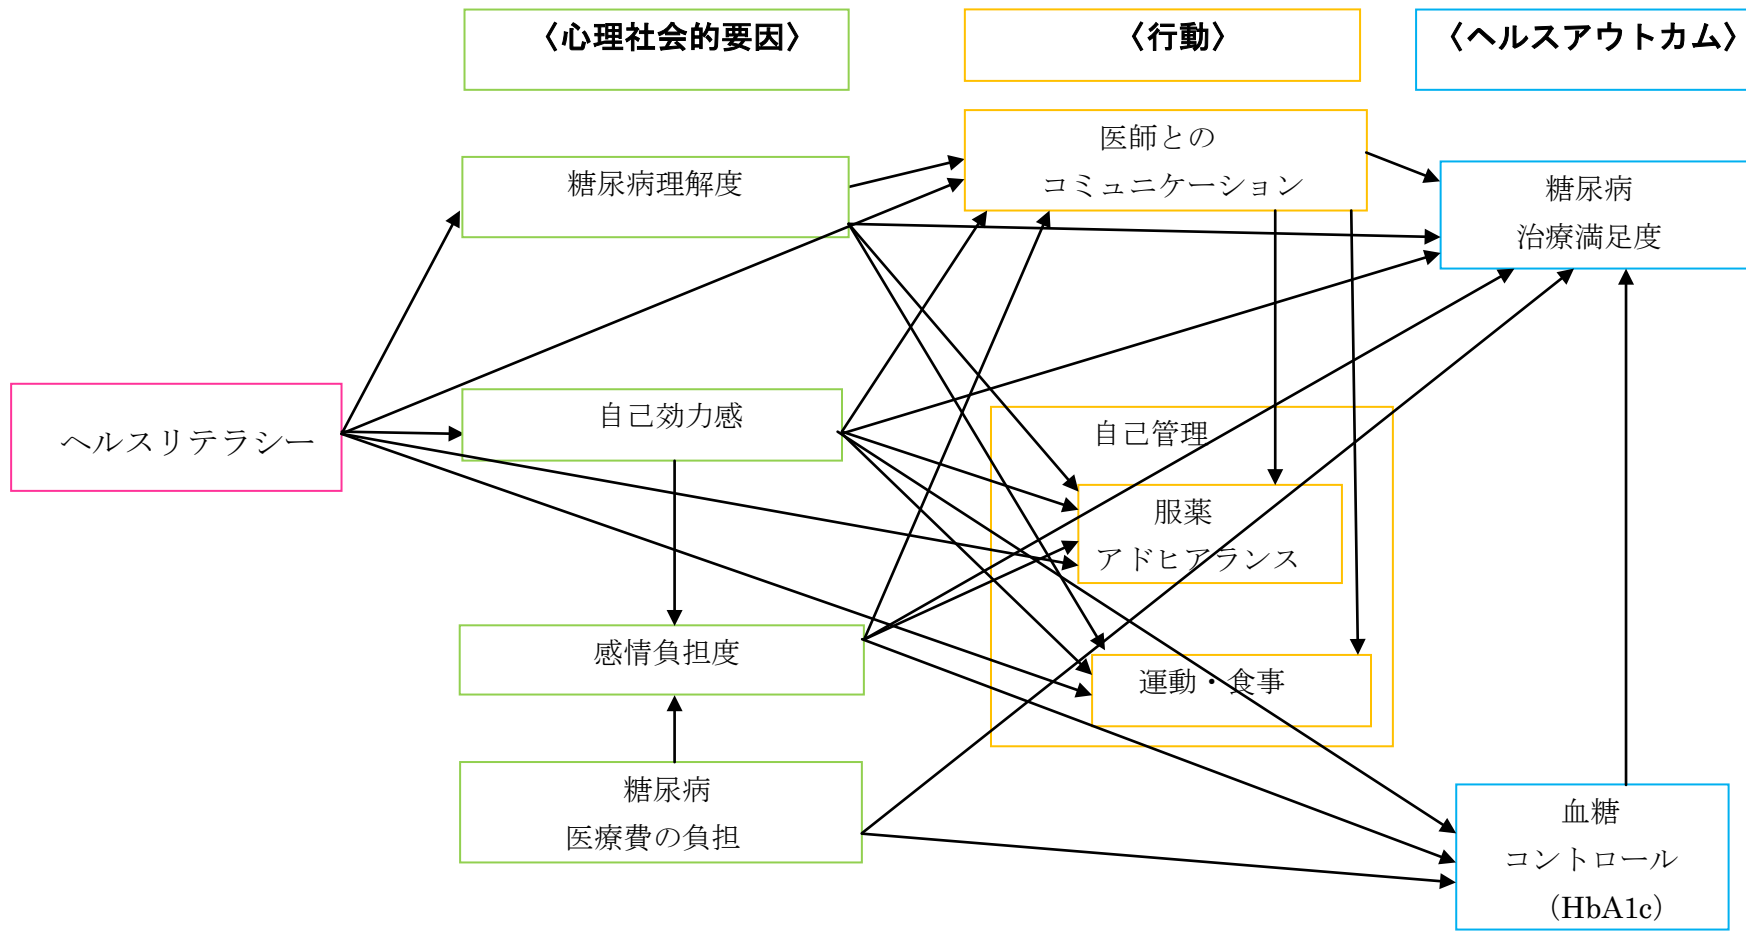 〈心理社会的要因〉
〈行動〉
〈ヘルスアウトカム〉
医師との
コミュニケーション
糖尿病理解度
糖尿病
治療満足度
ヘルスリテラシー
自己効力感
自己管理
服薬
アドヒアランス
感情負担度
運動・食事
糖尿病
医療費の負担
血糖
コントロール
（HbA1c）